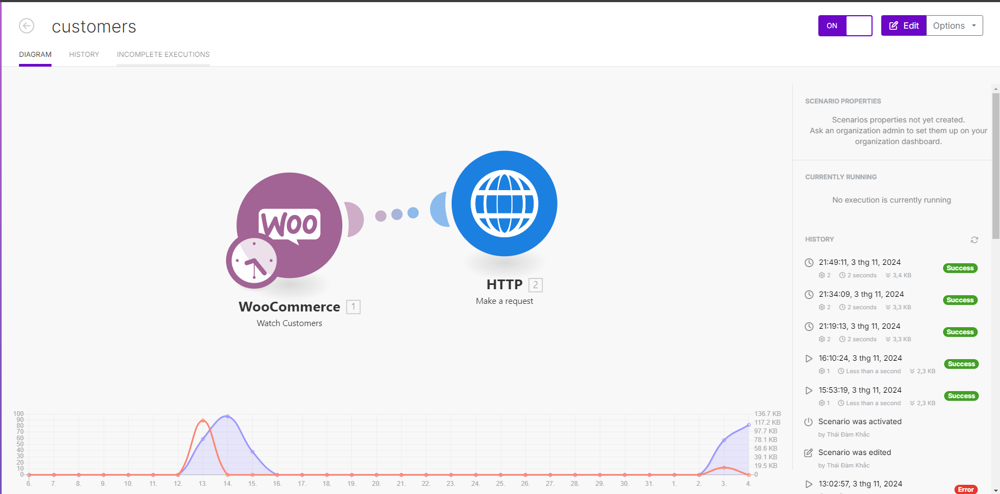 customers
ON
Edit
Options
DIAGRAM
HISTORY
INCOMPLETE EXECUTIONS
WOO
WooCommerce 1
Watch Customers
HTTP 2
Make a request
100
90
80
70
60
50
40
30
20
10
0
136.7 KB
117.2 KB
97.7 KB
78.1 KB
58.6 KB
39.1 KB
19.5 KB
0
6. 7. 8. 9. 10. 11. 12. 13. 14. 15. 16. 17. 18. 19. 20. 21. 22. 23. 24. 25. 26. 27. 28. 29. 30. 31. 1. 2. 3. 4.
SCENARIO PROPERTIES
Scenarios properties not yet created.
Ask an organization admin to set them up on your
organization dashboard.
CURRENTLY RUNNING
No execution is currently running
HISTORY
21:49:11, 3 thg 11, 2024
Success
2 2 seconds 3,4 KB
21:34:09, 3 thg 11, 2024
Success
2 2 seconds 3,3 KB
21:19:13, 3 thg 11, 2024
Success
2 2 seconds 3,3 KB
16:10:24, 3 thg 11, 2024
Success
1 Less than a second 2,3 KB
15:53:19, 3 thg 11, 2024
Success
1 Less than a second 2,3 KB
Scenario was activated
by Thái Đàm Khắc
Scenario was edited
by Thái Đàm Khắc
13:02:57, 3 thg 11, 2024
Error